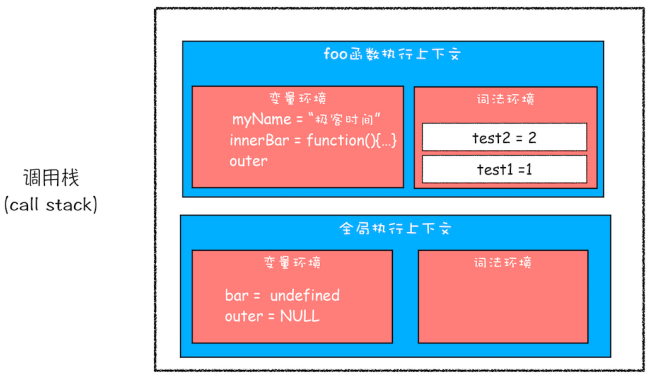 调用栈
(call stack)
foo函数执行上下文
变量环境
myName = “极客时间”
innerBar = function(){...}
outer
词法环境
test2 = 2
test1 =1
全局执行上下文
变量环境
bar = undefined
outer = NULL
词法环境